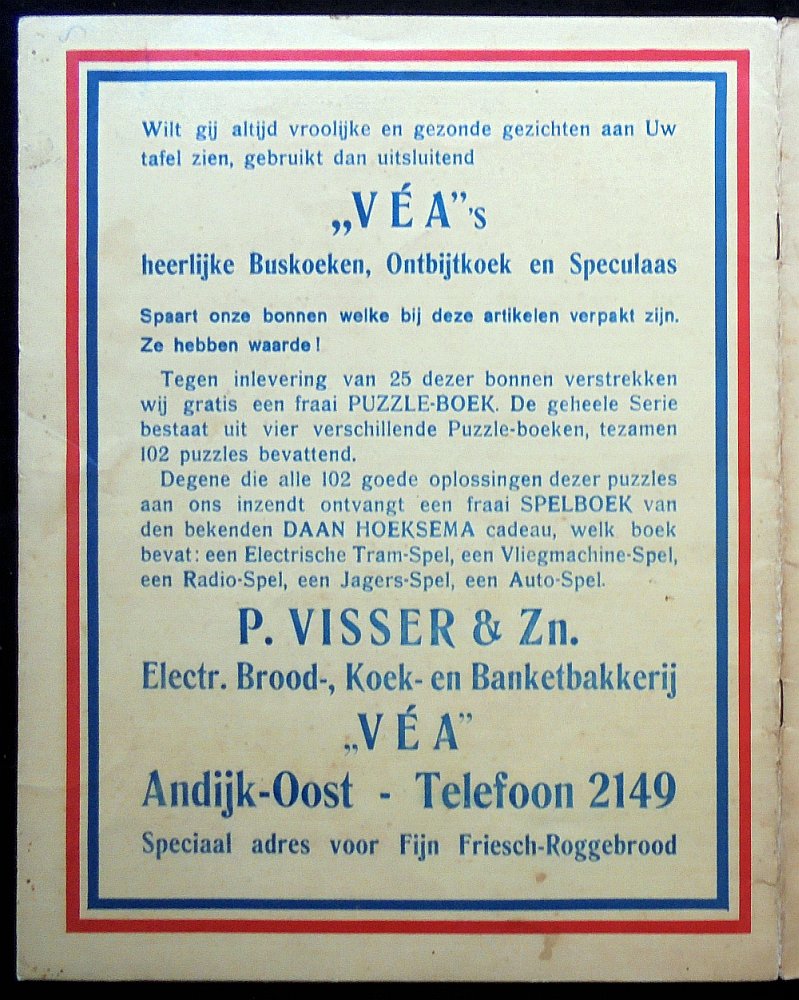 Wilt gij altijd vroolijke en gezonde gezichten aan Uw
tafel zien, gebruikt dan uitsluitend
„VÉA”'s
heerlijke Buskoeken, Ontbijtkoek en Speculaas
Spaart onze bonnen welke bij deze artikelen verpakt zijn.
Ze hebben waarde!
Tegen inlevering van 25 dezer bonnen verstrekken
wij gratis een fraai PUZZLE-BOEK. De geheele Serie
bestaat uit vier verschillende Puzzle-boeken, tezamen
102 puzzles bevattend.
Degene die alle 102 goede oplossingen dezer puzzles
aan ons inzendt ontvangt een fraai SPELBOEK van
den bekenden DAAN HOEKSEMA cadeau, welk boek
bevat: een Electrische Tram-Spel, een Vliegmachine-Spel,
een Radio-Spel, een Jagers-Spel, een Auto-Spel.
P. VISSER & Zn.
Electr. Brood-, Koek- en Banketbakkerij
„VÉA”
Andijk-Oost - Telefoon 2149
Speciaal adres voor Fijn Friesch-Roggebrood